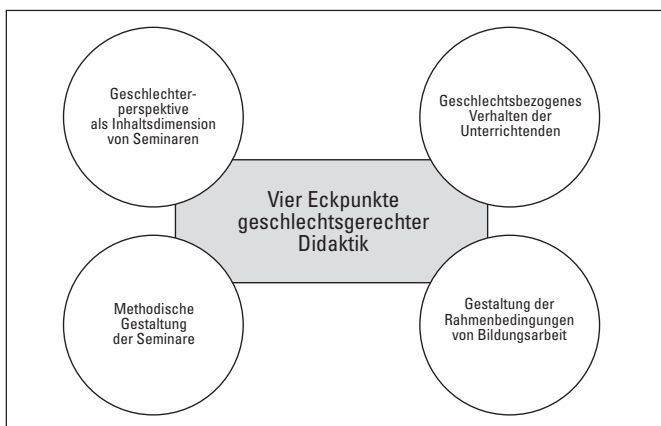 Geschlechter-
perspektive
als Inhaltsdimension
von Seminaren
Geschlechtsbezogenes
Verhalten der
Unterrichtenden
Vier Eckpunkte
geschlechtsgerechter
Didaktik
Methodische
Gestaltung
der Seminare
Gestaltung der
Rahmenbedingungen
von Bildungsarbeit